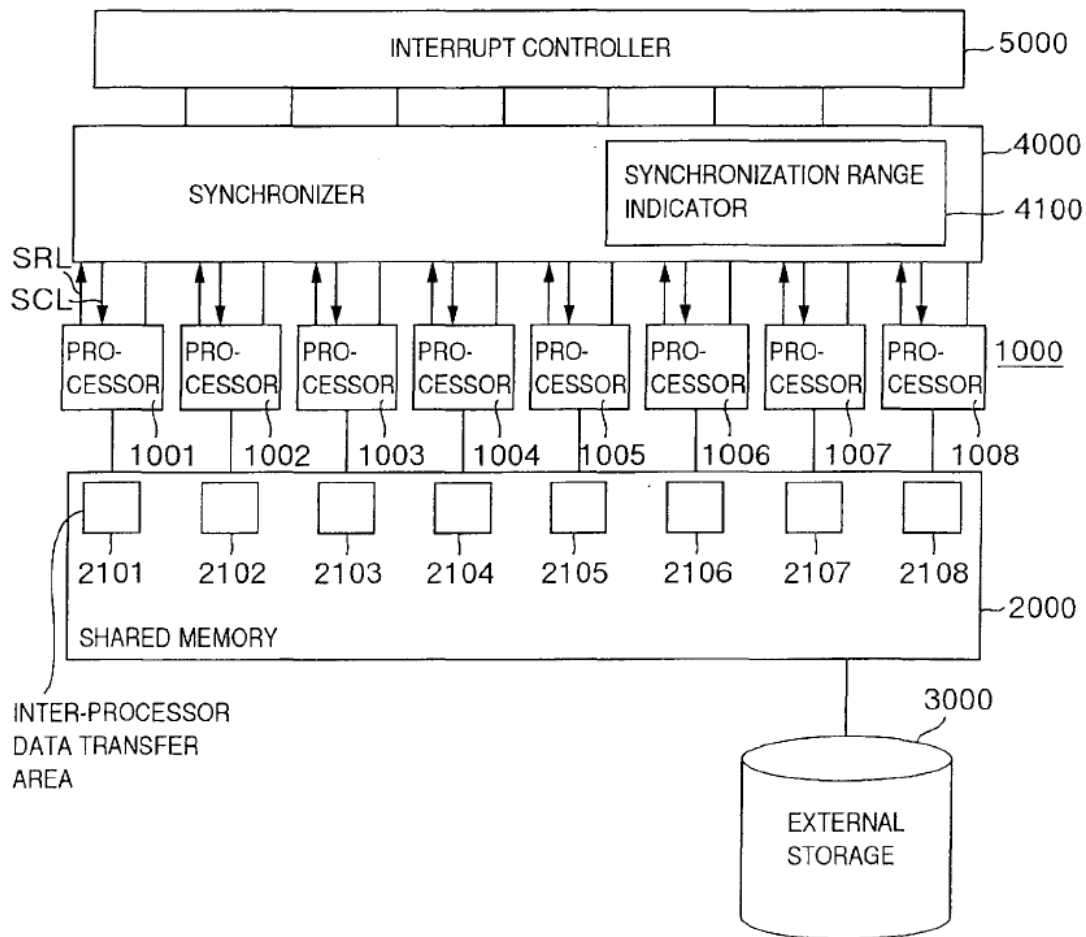 INTERRUPT CONTROLLER
5000
4000
SYNCHRONIZER
SYNCHRONIZATION RANGE
INDICATOR
4100
SRL
SCL
PRO- PRO- PRO- PRO- PRO- PRO- PRO- PRO-
CESSOR CESSOR CESSOR CESSOR CESSOR CESSOR CESSOR CESSOR
1000
1001 1002 1003 1004 1005 1006 1007 1008
2101 2102 2103 2104 2105 2106 2107 2108
2000
SHARED MEMORY
INTER-PROCESSOR
DATA TRANSFER
AREA
3000
EXTERNAL
STORAGE